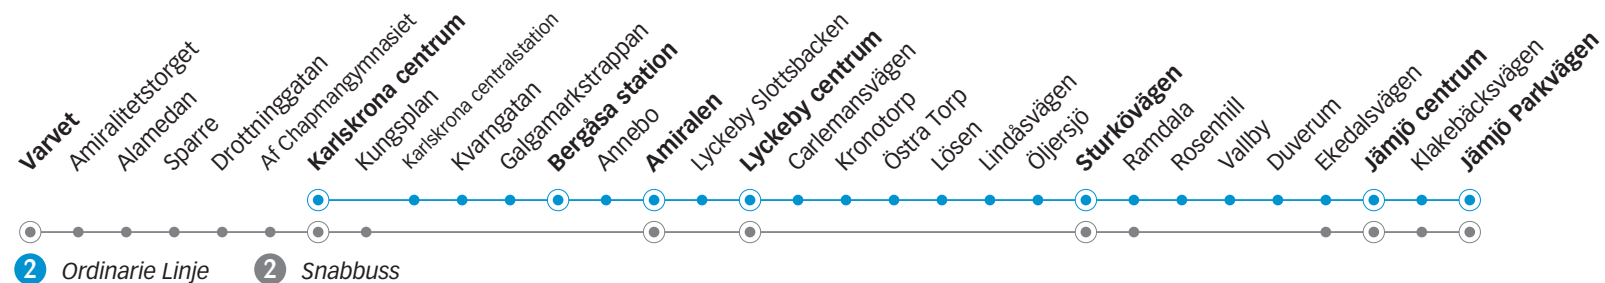 Varvet
Amiralitetstorget
Alamedan
Sparre
Drottninggatan
Af Chapmangymnasiet
Karlskrona centrum
Kungsplan
Karlskrona centralstation
Kvarngatan
Galgamarkstrappan
Bergåsa station
Annebo
Amiralen
Lyckeby Slottsbacken
Lyckeby centrum
Carlemansvägen
Kronotorp
Östra Torp
Lösen
Lindåsvägen
Öljersjö
Sturkövägen
Ramdala
Rosenhill
Vallby
Duverum
Ekedalsvägen
Jämjö centrum
Klakebäcksvägen
Jämjö Parkvägen
2 Ordinarie Linje
2 Snabbuss